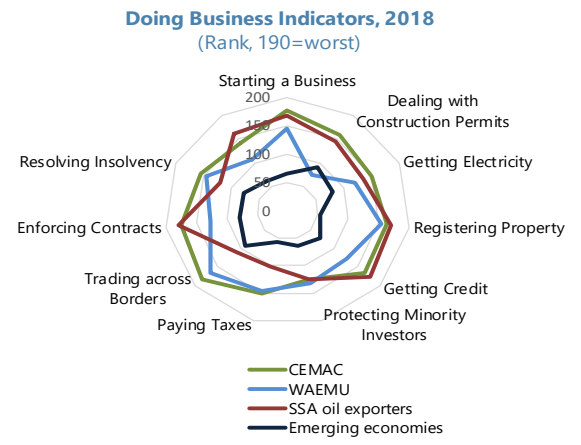 Doing Business Indicators, 2018
(Rank, 190=worst)
Starting a Business
200
150
100
50
0
Dealing with
Construction Permits
Getting Electricity
Registering Property
Getting Credit
Protecting Minority
Investors
Paying Taxes
Trading across
Borders
Enforcing Contracts
Resolving Insolvency
CEMAC
WAEMU
SSA oil exporters
Emerging economies